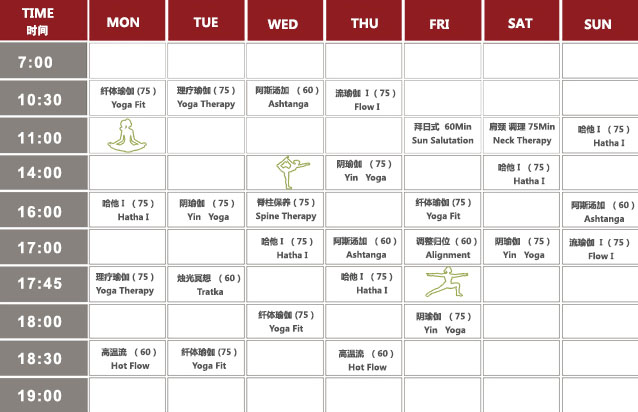 TIME MON TUE WED THU FRI SAT SUN
时间
7:00
10:30 纤体瑜伽 (75) 理疗瑜伽 (75) 阿斯汤加 (60) 流瑜伽 I (75)
Yoga Fit Yoga Therapy Ashtanga Flow I
11:00 拜日式 60Min 肩颈 调理 75Min 哈他 I (75)
Sun Salutation Neck Therapy Hatha I
14:00 阴瑜伽 (75) 哈他 I (75)
Yin Yoga Hatha I
16:00 哈他 I (75) 阴瑜伽 (75) 脊柱保养 (75) 纤体瑜伽 (75) 阿斯汤加 (60)
Hatha I Yin Yoga Spine Therapy Yoga Fit Ashtanga
17:00 哈他 I (75) 阿斯汤加 (60) 调整归位 (60) 阴瑜伽 (75) 流瑜伽 I (75)
Hatha I Ashtanga Alignment Yin Yoga Flow I
17:45 理疗瑜伽 (75) 烛光冥想 (60) 哈他 I (75)
Yoga Therapy Tratka Hatha I
18:00 纤体瑜伽 (75) 阴瑜伽 (75)
Yoga Fit Yin Yoga
18:30 高温流 (60) 纤体瑜伽 (75) 高温流 (60)
Hot Flow Yoga Fit Hot Flow
19:00